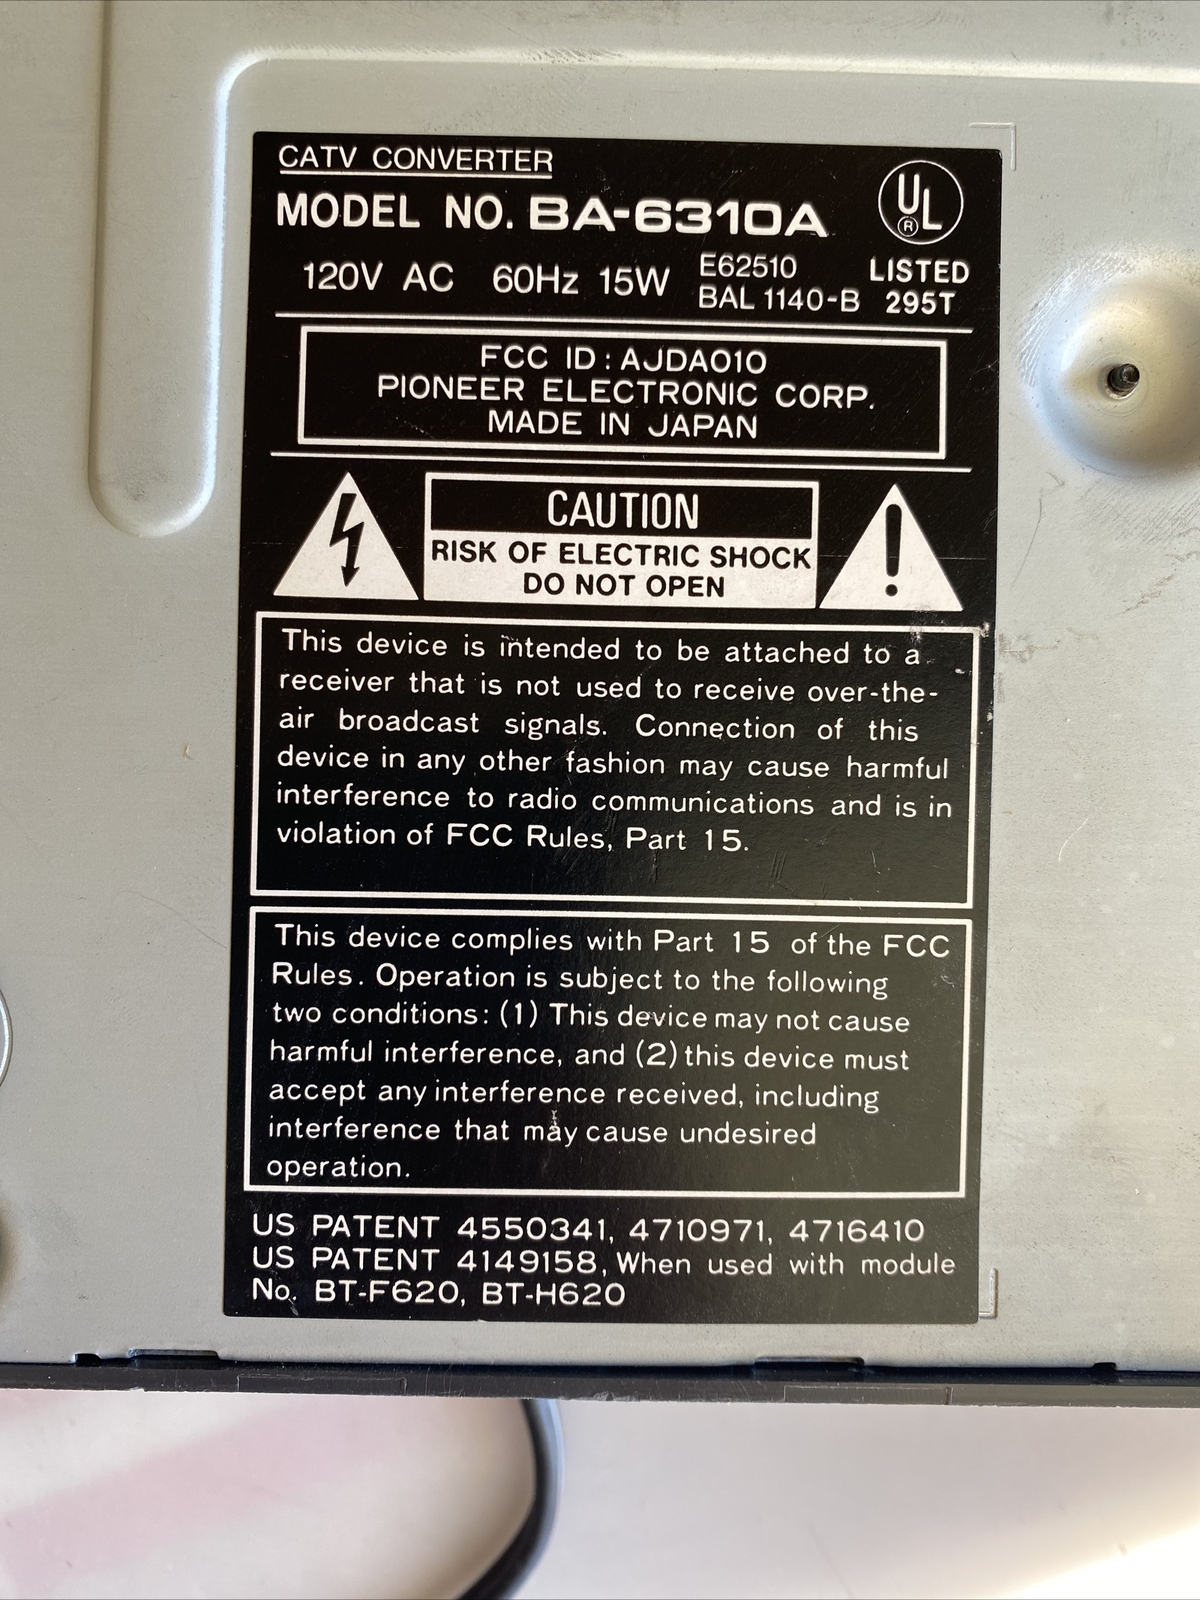 CATV CONVERTER
MODEL NO. BA-6310A
UL
®
120V AC 60Hz 15W
E62510
BAL 1140-B
LISTED
295T
FCC ID : AJDA010
PIONEER ELECTRONIC CORP.
MADE IN JAPAN
CAUTION
RISK OF ELECTRIC SHOCK
DO NOT OPEN
This device is intended to be attached to a
receiver that is not used to receive over-the-
air broadcast signals. Connection of this
device in any other fashion may cause harmful
interference to radio communications and is in
violation of FCC Rules, Part 15.
This device complies with Part 15 of the FCC
Rules. Operation is subject to the following
two conditions: (1) This device may not cause
harmful interference, and (2) this device must
accept any interference received, including
interference that may cause undesired
operation.
US PATENT 4550341, 4710971, 4716410
US PATENT 4149158, When used with module
No. BT-F620, BT-H620